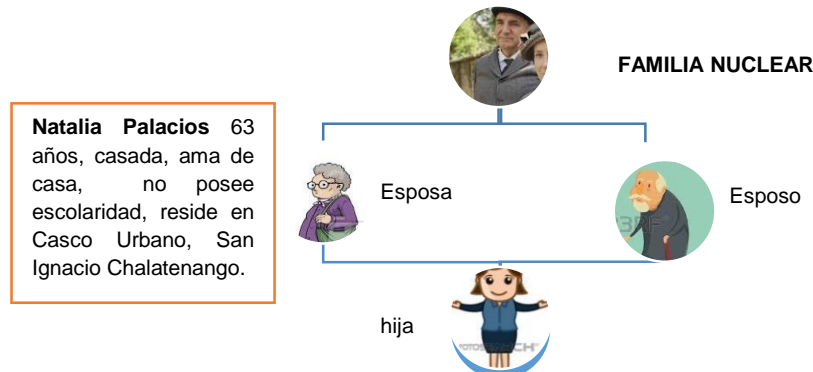 FAMILIA NUCLEAR
Natalia Palacios 63
años, casada, ama de
casa, no posee
escolaridad, reside en
Casco Urbano, San
Ignacio Chalatenango.
Esposa
Esposo
hija